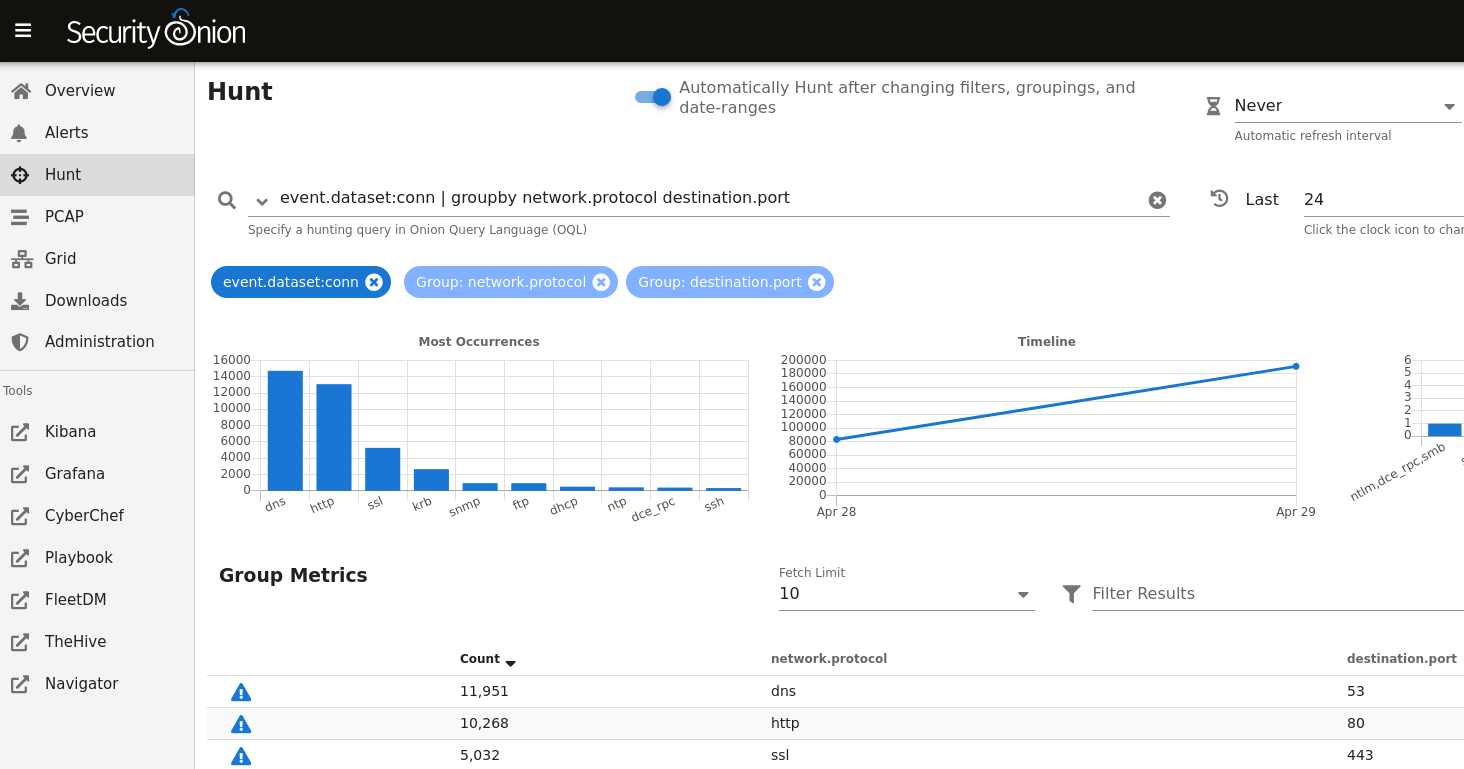 Security Onion
Overview
Alerts
Hunt
PCAP
Grid
Downloads
Administration
Tools
Kibana
Grafana
CyberChef
Playbook
FleetDM
TheHive
Navigator
Hunt
Automatically Hunt after changing filters, groupings, and
date-ranges
Never
Automatic refresh interval
event.dataset:conn | groupby network.protocol destination.port
Specify a hunting query in Onion Query Language (OQL)
Last 24
Click the clock icon to char
event.dataset:conn
Group: network.protocol
Group: destination.port
Most Occurrences
16000
14000
12000
10000
8000
6000
4000
2000
0
dns http ssl krb snmp ftp dhcp ntp dce_rpc ssh
Timeline
200000
180000
160000
140000
120000
100000
80000
60000
40000
20000
0
Apr 28 Apr 29
6
5
4
3
2
1
0
ntlm,dce_rpc,smb
Group Metrics
Fetch Limit
10
Filter Results
Count network.protocol destination.port
11,951 dns 53
10,268 http 80
5,032 ssl 443